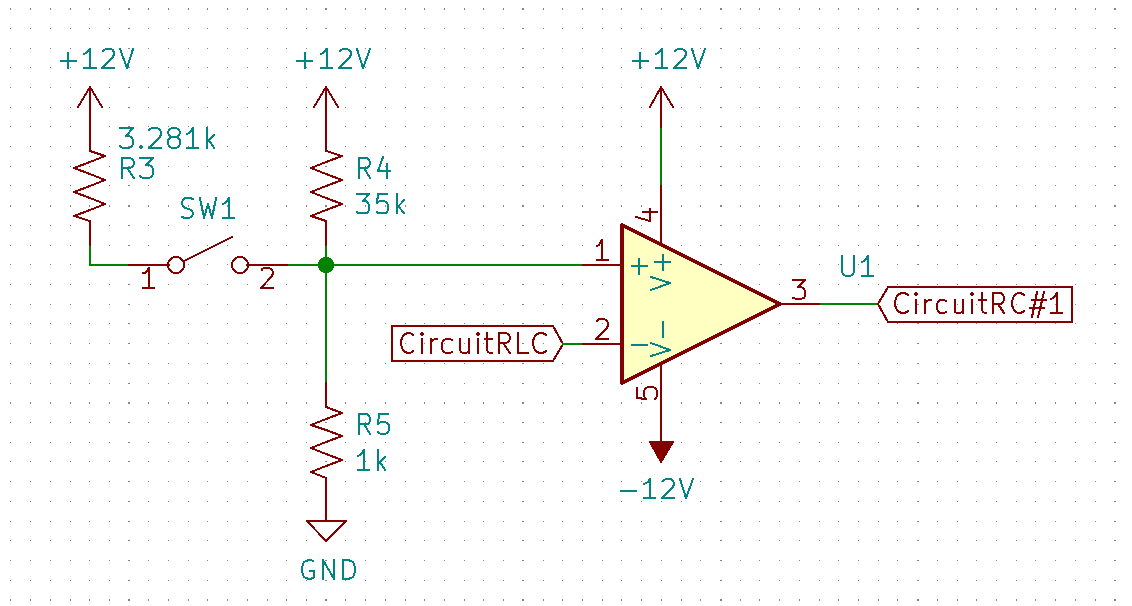 +12V
+12V
+12V
3.281k
R3
R4
35k
SW1
1
2
4
1
+
V+
U1
3
CircuitRC#1
CircuitRLC
2
−
V−
5
R5
1k
−12V
GND